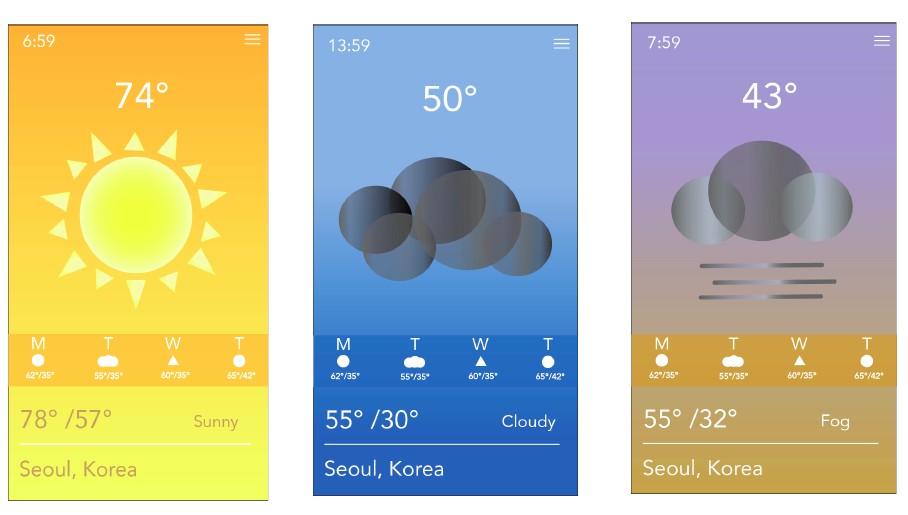 6:59
74°
M T W T
62°/35° 55°/35° 60°/35° 65°/42°
78° /57° Sunny
Seoul, Korea
13:59
50°
M T W T
62°/35° 55°/35° 60°/35° 65°/42°
55° /30° Cloudy
Seoul, Korea
7:59
43°
M T W T
62°/35° 55°/35° 60°/35° 65°/42°
55° /32° Fog
Seoul, Korea